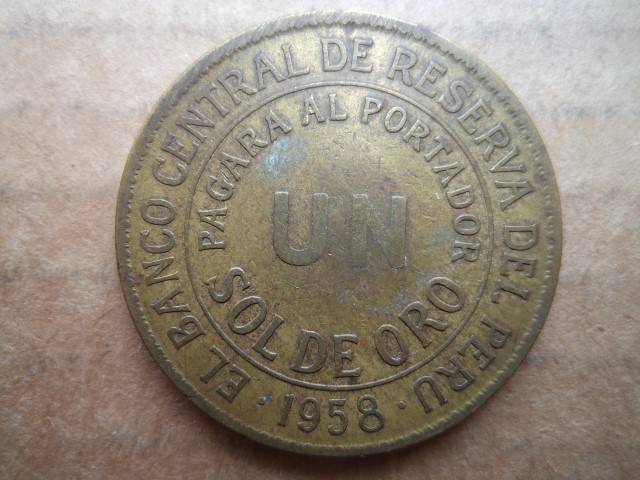 EL BANCO CENTRAL DE RESERVA DEL PERU
PAGARA AL PORTADOR
UN
SOL DE ORO
· 1958 ·